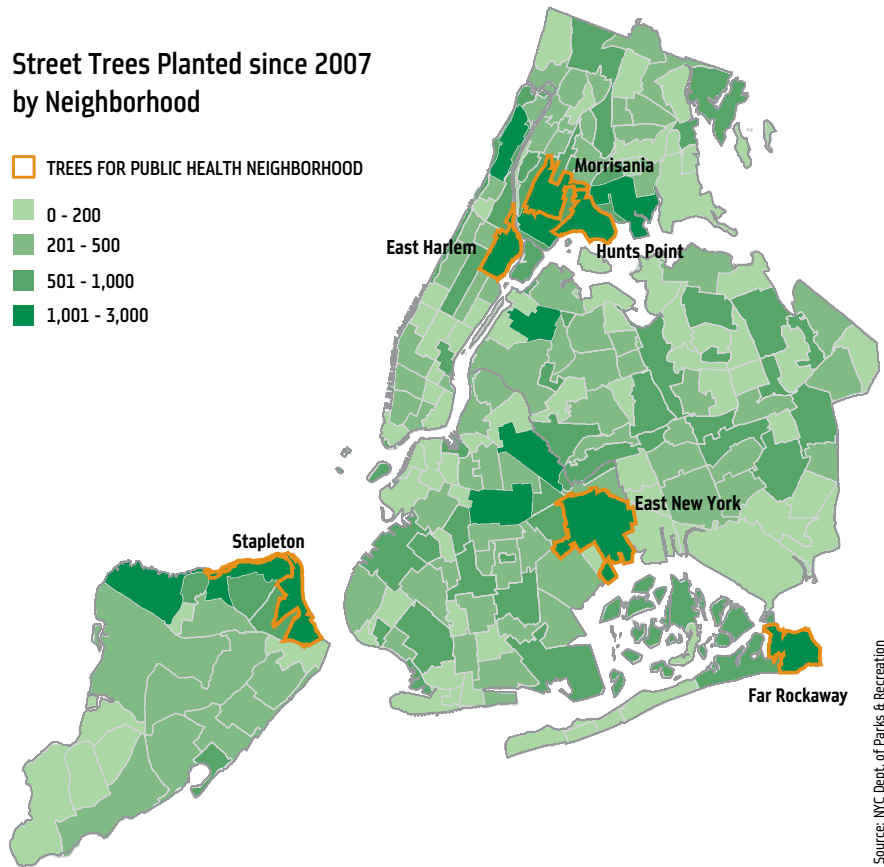 Street Trees Planted since 2007
by Neighborhood
TREES FOR PUBLIC HEALTH NEIGHBORHOOD
0 - 200
201 - 500
501 - 1,000
1,001 - 3,000
Morrisania
East Harlem
Hunts Point
East New York
Stapleton
Far Rockaway
Source: NYC Dept. of Parks & Recreation